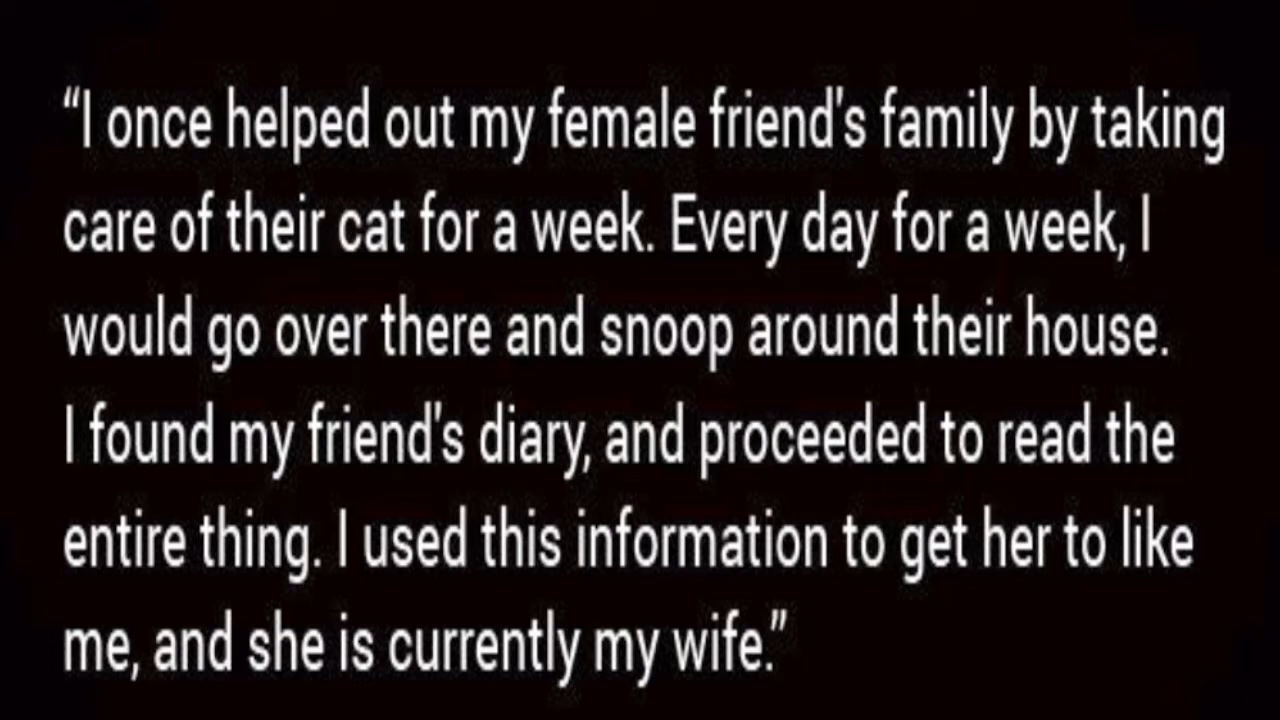 “I once helped out my female friend's family by taking
care of their cat for a week. Every day for a week, I
would go over there and snoop around their house.
I found my friend's diary, and proceeded to read the
entire thing. I used this information to get her to like
me, and she is currently my wife.”